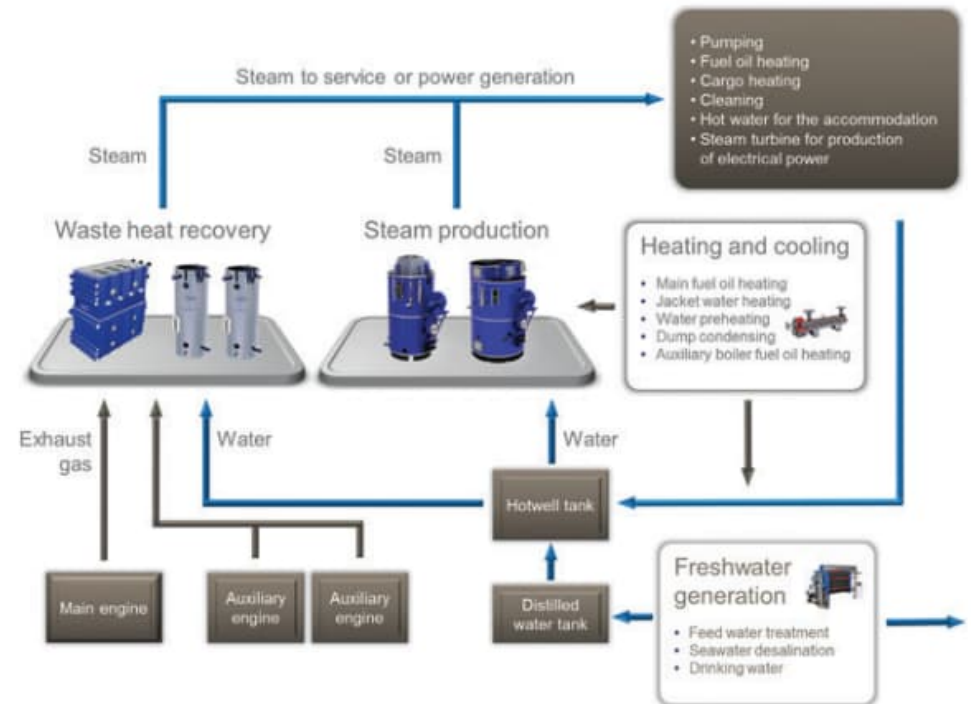 • Pumping
• Fuel oil heating
• Cargo heating
• Cleaning
• Hot water for the accommodation
• Steam turbine for production
of electrical power
Steam to service or power generation
Steam
Steam
Waste heat recovery
Steam production
Heating and cooling
• Main fuel oil heating
• Jacket water heating
• Water preheating
• Dump condensing
• Auxiliary boiler fuel oil heating
Exhaust
gas
Water
Water
Hotwell tank
Main engine
Auxiliary
engine
Auxiliary
engine
Distilled
water tank
Freshwater
generation
• Feed water treatment
• Seawater desalination
• Drinking water